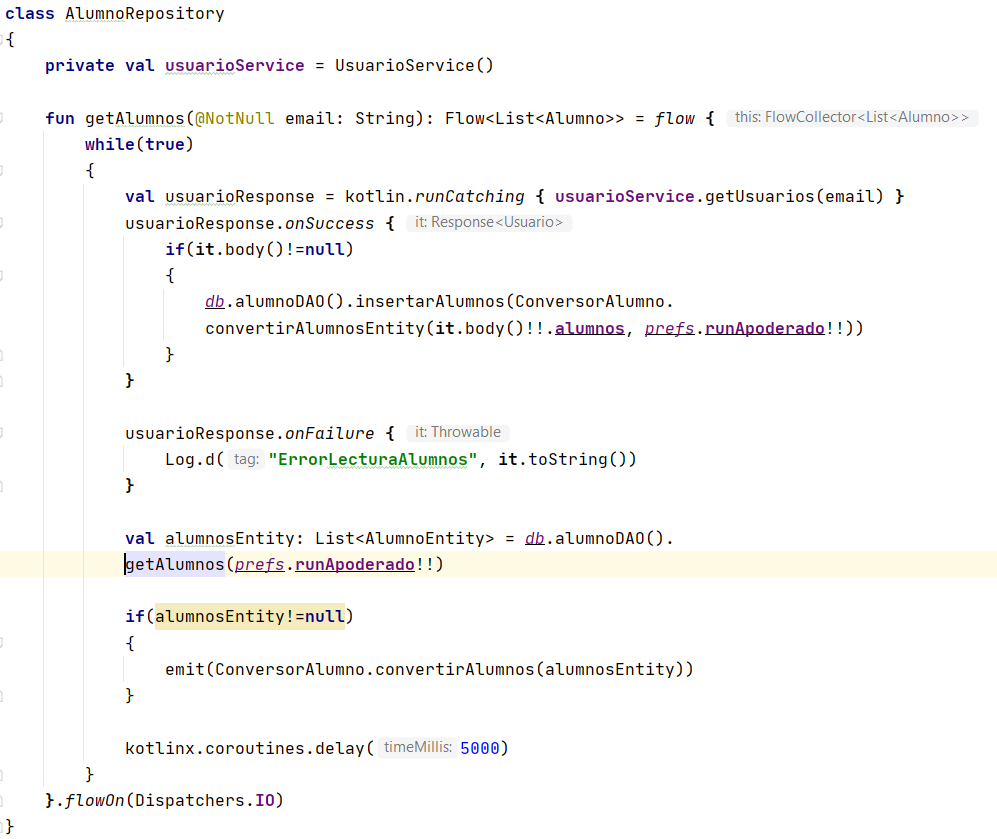 class AlumnoRepository
{
private val usuarioService = UsuarioService()
fun getAlumnos(@NotNull email: String): Flow<List<Alumno>> = flow { this: FlowCollector<List<Alumno>>
while(true)
{
val usuarioResponse = kotlin.runCatching { usuarioService.getUsuarios(email) }
usuarioResponse.onSuccess { it: Response<Usuario>
if(it.body()!=null)
{
db.alumnoDAO().insertarAlumnos(ConversorAlumno.
convertirAlumnosEntity(it.body()!!.alumnos, prefs.runApoderado!!))
}
}
usuarioResponse.onFailure { it: Throwable
Log.d( tag: "ErrorLecturaAlumnos", it.toString())
}
val alumnosEntity: List<AlumnoEntity> = db.alumnoDAO().
getAlumnos(prefs.runApoderado!!)
if(alumnosEntity!=null)
{
emit(ConversorAlumno.convertirAlumnos(alumnosEntity))
}
kotlinx.coroutines.delay( timeMillis: 5000)
}
}.flowOn(Dispatchers.IO)
}